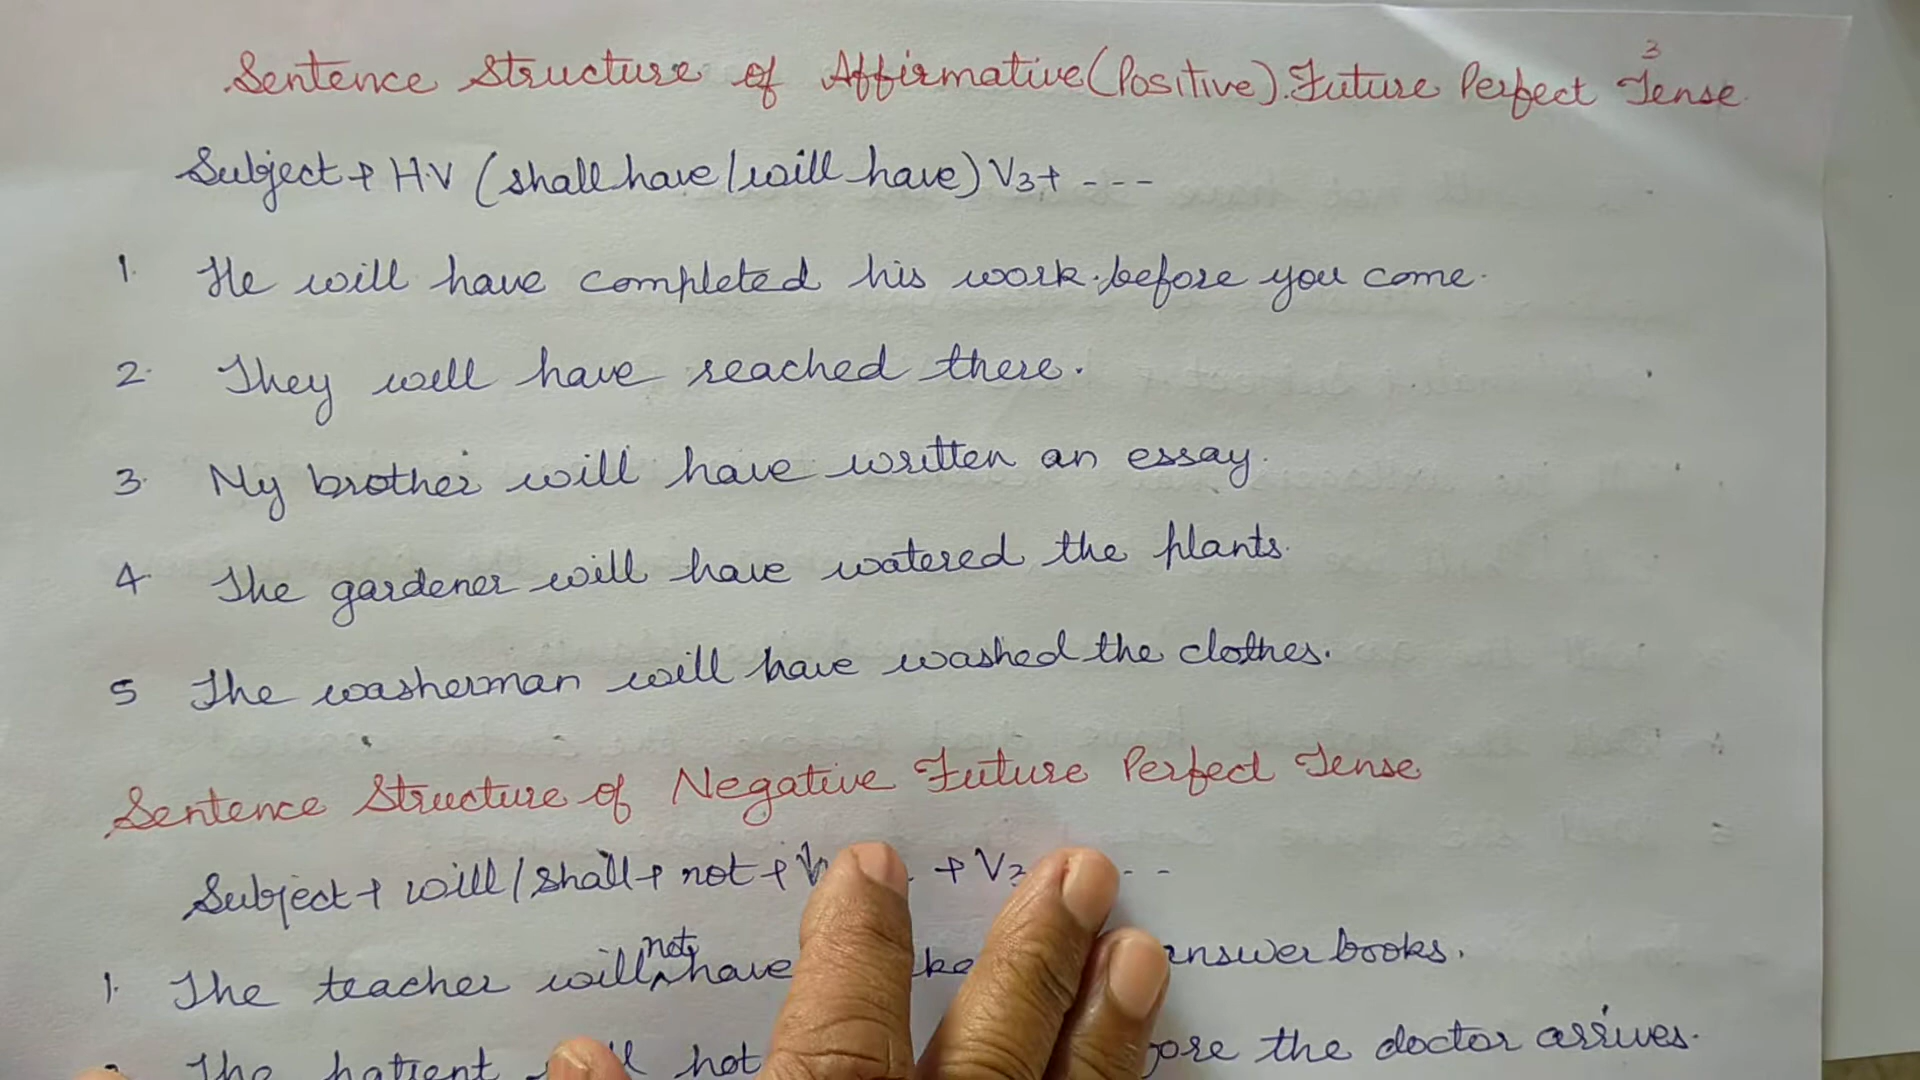 3
Sentence Structure of Affirmative (Positive). Future Perfect Tense.
Subject + H.V (shall have / will have) V3 + ---
1. He will have completed his work before you come.
2. They will have reached there.
3. My brother will have written an essay.
4. The gardener will have watered the plants.
5 The washerman will have washed the clothes.
Sentence Structure of Negative Future Perfect Tense
Subject + will / shall + not + + V3 --
1. The teacher will not have answer books.
The patient not the doctor arrives.